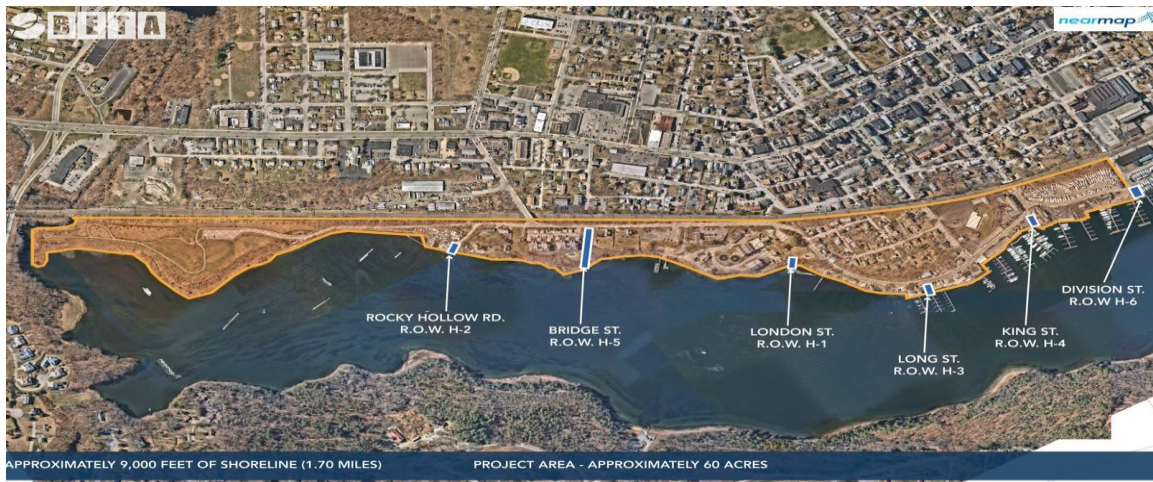 BETA
nearmap
ROCKY HOLLOW RD.
R.O.W. H-2
BRIDGE ST.
R.O.W. H-5
LONDON ST.
R.O.W. H-1
LONG ST.
R.O.W. H-3
KING ST.
R.O.W. H-4
DIVISION ST.
R.O.W H-6
APPROXIMATELY 9,000 FEET OF SHORELINE (1.70 MILES)
PROJECT AREA - APPROXIMATELY 60 ACRES